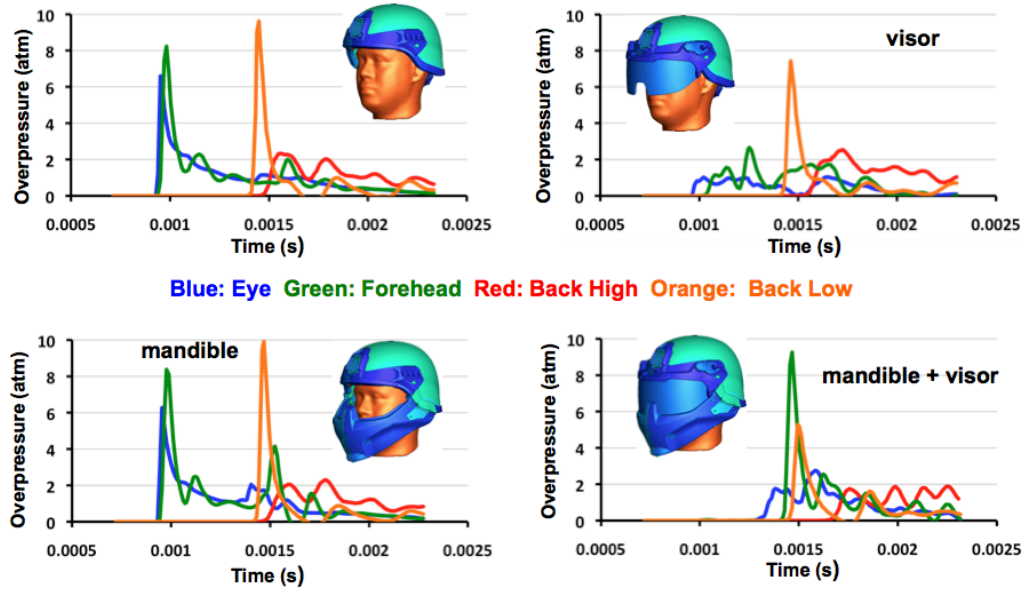 10
8
6
4
2
0
Overpressure (atm)
0.0005 0.001 0.0015 0.002 0.0025
Time (s)
visor
10
8
6
4
2
0
Overpressure (atm)
0.0005 0.001 0.0015 0.002 0.0025
Time (s)
Blue: Eye Green: Forehead Red: Back High Orange: Back Low
mandible
10
8
6
4
2
0
Overpressure (atm)
0.0005 0.001 0.0015 0.002 0.0025
Time (s)
mandible + visor
10
8
6
4
2
0
Overpressure (atm)
0.0005 0.001 0.0015 0.002 0.0025
Time (s)